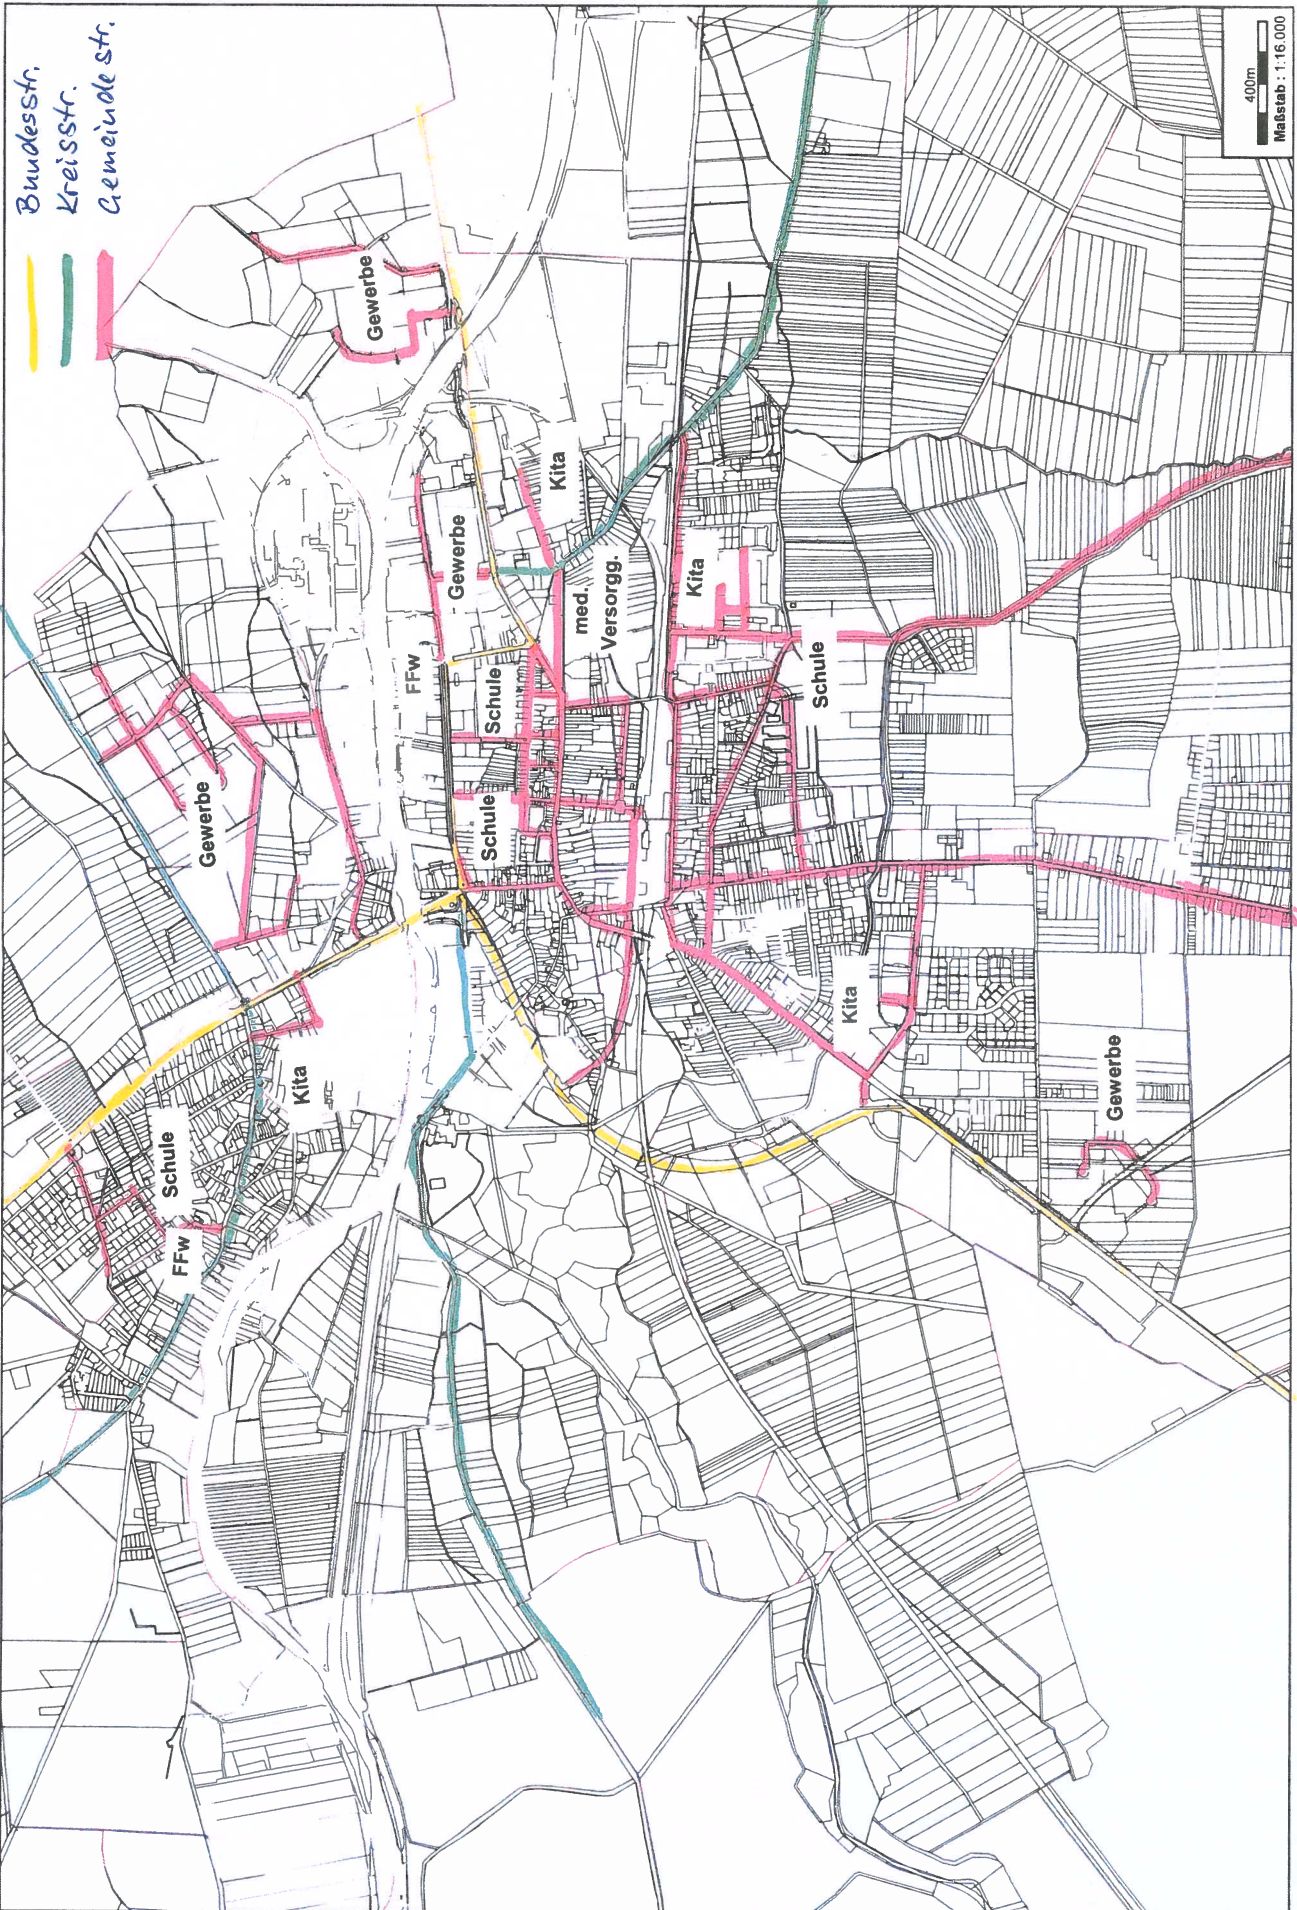 Bundesstr.
Kreisstr.
Gemeindestr.
Gewerbe
Kita
Gewerbe
med.
Versorgg.
Kita
FFw
Schule
Schule
Gewerbe
Schule
Kita
Gewerbe
Kita
Schule
FFw
400m
Maßstab : 1:16.000